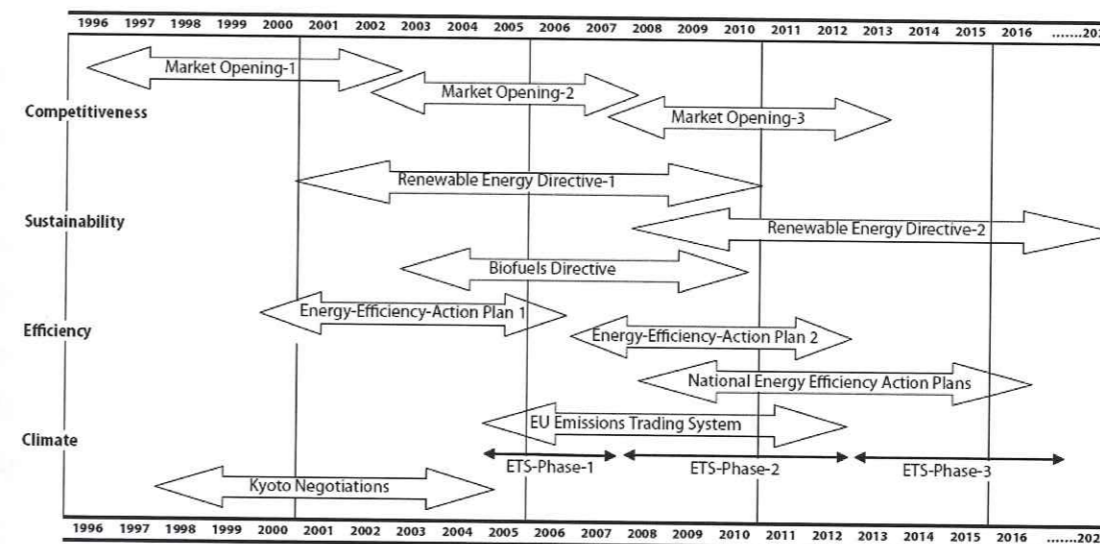 1996 1997 1998 1999 2000 2001 2002 2003 2004 2005 2006 2007 2008 2009 2010 2011 2012 2013 2014 2015 2016
Market Opening-1
Market Opening-2
Competitiveness
Market Opening-3
Renewable Energy Directive-1
Sustainability
Renewable Energy Directive-2
Biofuels Directive
Energy-Efficiency-Action Plan 1
Efficiency
Energy-Efficiency-Action Plan 2
National Energy Efficiency Action Plans
EU Emissions Trading System
Climate
ETS-Phase-1 ETS-Phase-2 ETS-Phase-3
Kyoto Negotiations
1996 1997 1998 1999 2000 2001 2002 2003 2004 2005 2006 2007 2008 2009 2010 2011 2012 2013 2014 2015 2016